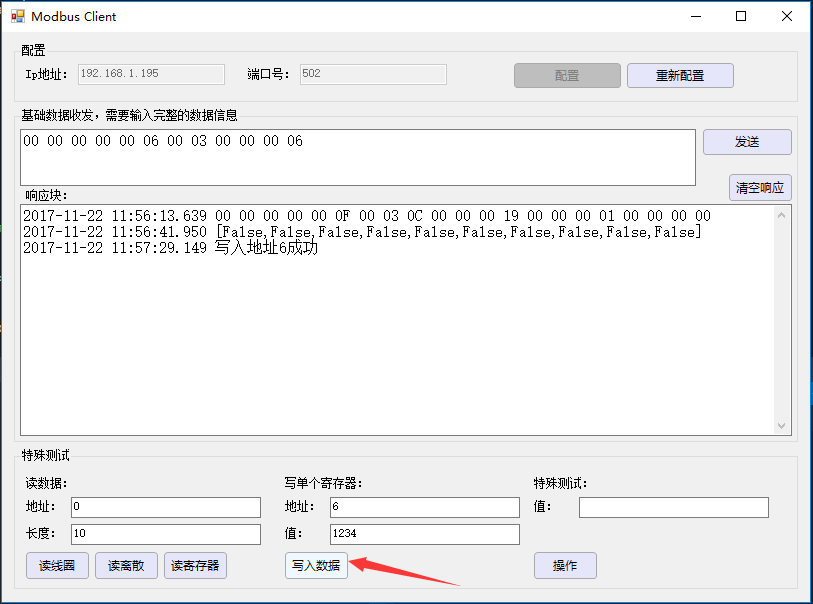 Modbus Client
配置
Ip地址: 192.168.1.195 端口号: 502 配置 重新配置
基础数据收发，需要输入完整的数据信息
00 00 00 00 00 06 00 03 00 00 00 06 发送
清空响应
响应块:
2017-11-22 11:56:13.639 00 00 00 00 00 0F 00 03 0C 00 00 00 19 00 00 00 01 00 00 00 00
2017-11-22 11:56:41.950 [False,False,False,False,False,False,False,False,False,False]
2017-11-22 11:57:29.149 写入地址6成功
特殊测试
读数据: 写单个寄存器: 特殊测试:
地址: 0 地址: 6 值:
长度: 10 值: 1234
读线圈 读离散 读寄存器 写入数据 操作